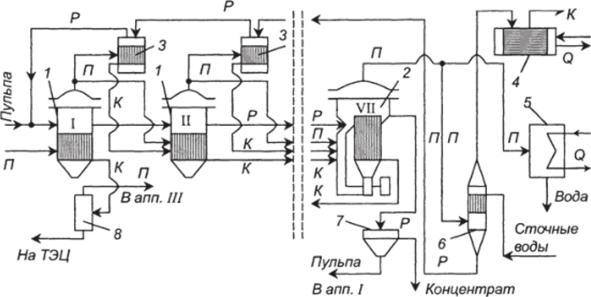 Р Р
3 3 К
П П П 4 Q
Пульпа
1 1 2 5
I К II Р Р VII П П П
К П
П К К
К К К Q
П
В апп. III
8 7 Р 6 Вода
На ТЭЦ Сточные
Пульпа Р воды
В апп. I Концентрат